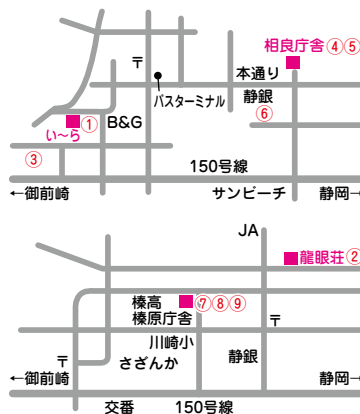 相良庁舎④⑤
〒
本通り
バスターミナル
静銀
⑥
B&G
①
い〜ら
③
150号線
←御前崎
サンビーチ
静岡→
JA
龍眼荘②
榛高
⑦⑧⑨
榛原庁舎
〒
川崎小
〒
さざんか
静銀
←御前崎
静岡→
交番
150号線